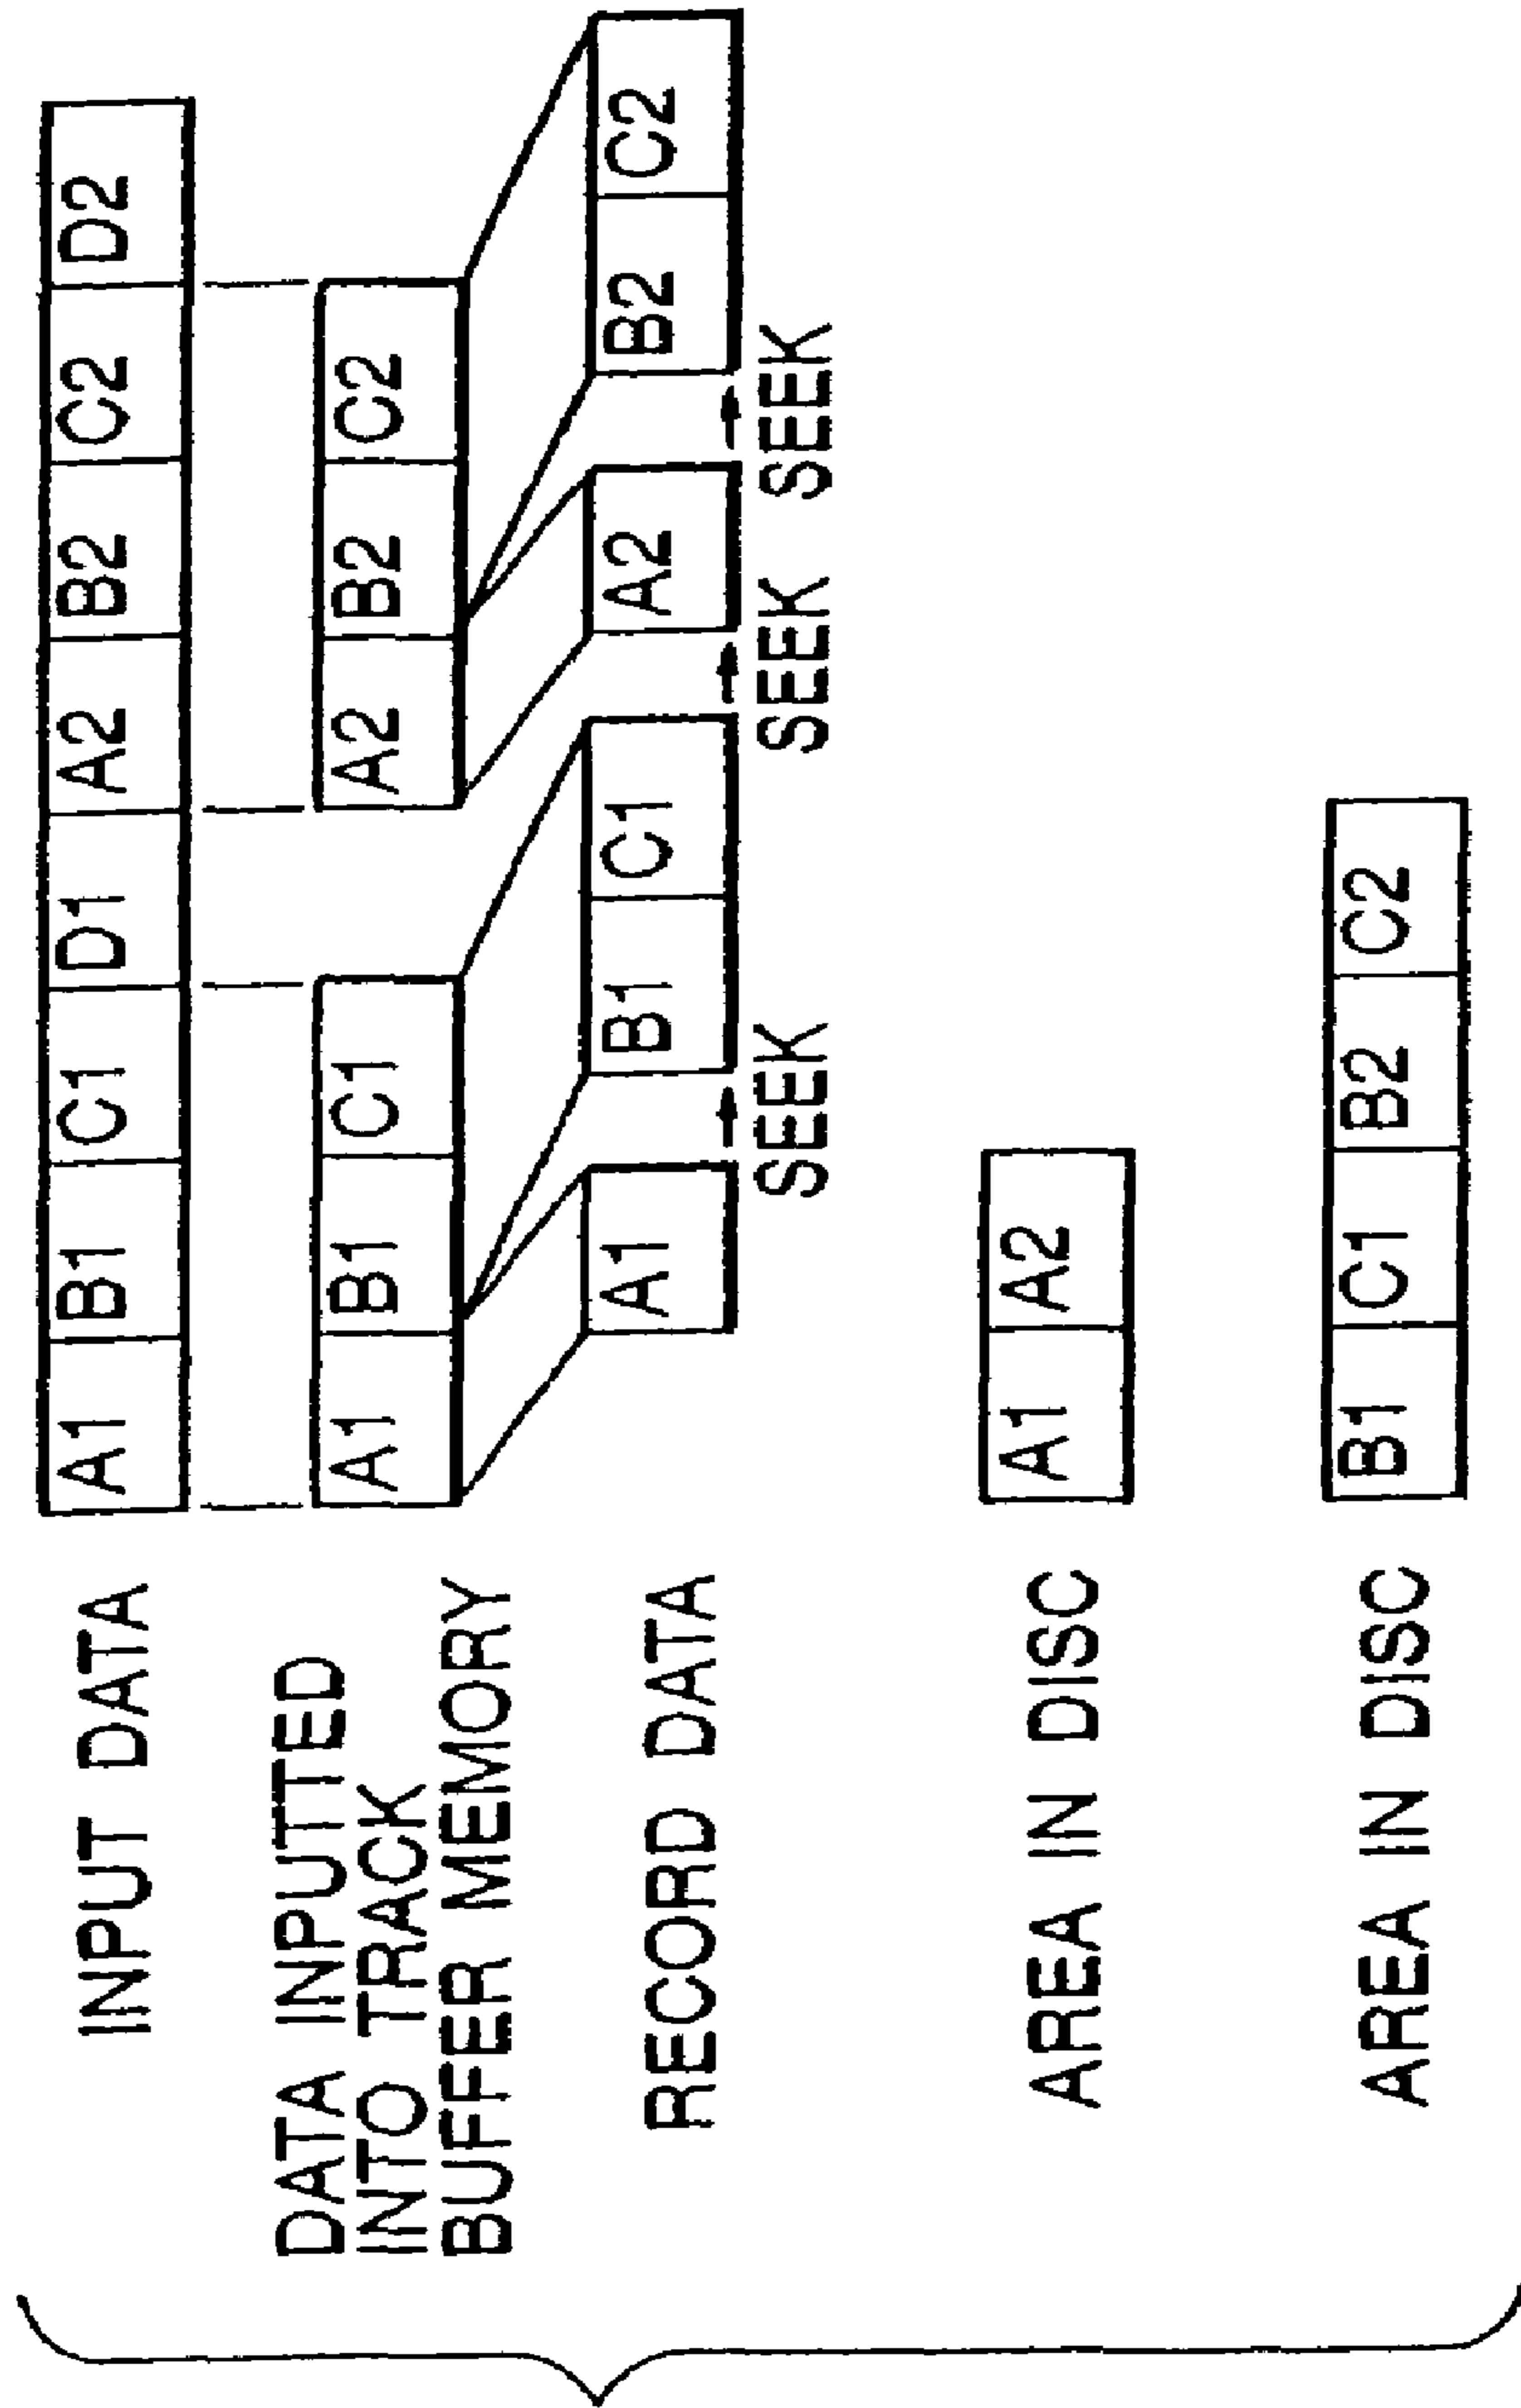 INPUT DATA
A1 B1 C1 D1 A2 B2 C2 D2
DATA INPUTTED
INTO TRACK
BUFFER MEMORY
A1 B1 C1
A2 B2 C2
RECORD DATA
A1
B1 C1
A2
B2 C2
SEEK
SEEK
SEEK
AREA IN DISC
A1 A2
AREA IN DISC
B1 C1 B2 C2